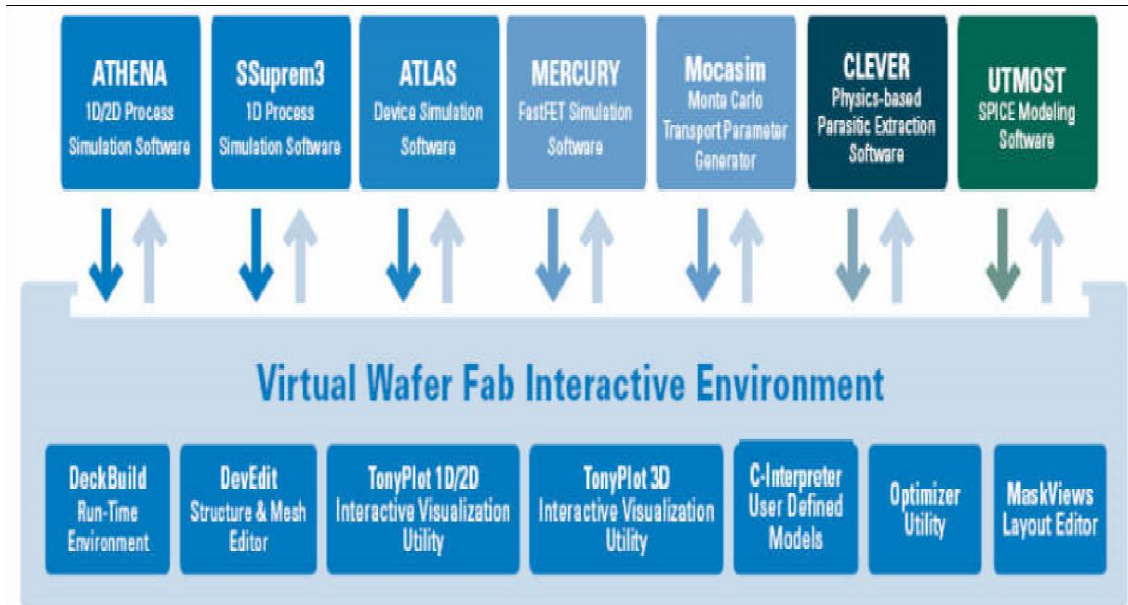 ATHENA
1D/2D Process
Simulation Software
SSuprem3
1D Process
Simulation Software
ATLAS
Device Simulation
Software
MERCURY
FastFET Simulation
Software
Mocasim
Monte Carlo
Transport Parameter
Generator
CLEVER
Physics-based
Parasitic Extraction
Software
UTMOST
SPICE Modeling
Software
Virtual Wafer Fab Interactive Environment
DeckBuild
Run-Time
Environment
DevEdit
Structure & Mesh
Editor
TonyPlot 1D/2D
Interactive Visualization
Utility
TonyPlot 3D
Interactive Visualization
Utility
C-Interpreter
User Defined
Models
Optimizer
Utility
MaskViews
Layout Editor